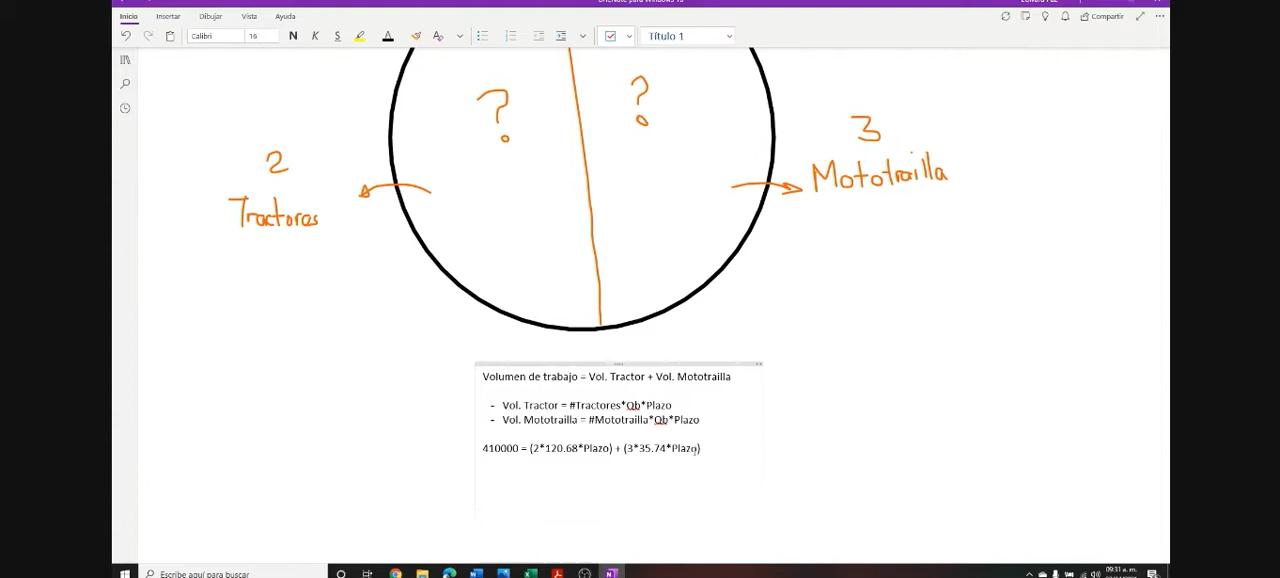 Inicio Insertar Dibujar Vista Ayuda
Compartir
Calibri 16 N K S A Título 1
? ?
2
Tractores
3
Mototrailla
Volumen de trabajo = Vol. Tractor + Vol. Mototrailla
- Vol. Tractor = #Tractores*Qb*Plazo
- Vol. Mototrailla = #Mototrailla*Qb*Plazo
410000 = (2*120.68*Plazo) + (3*35.74*Plazo)
Escribe aquí para buscar
09:31 a. m.